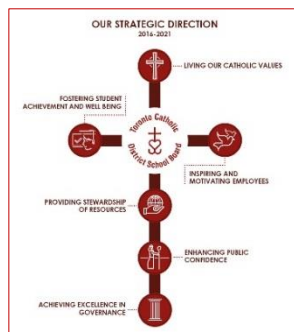 OUR STRATEGIC DIRECTION
2016-2021
LIVING OUR CATHOLIC VALUES
FOSTERING STUDENT
ACHIEVEMENT AND WELL BEING
Toronto Catholic
District School Board
INSPIRING AND
MOTIVATING EMPLOYEES
PROVIDING STEWARDSHIP
OF RESOURCES
ENHANCING PUBLIC
CONFIDENCE
ACHIEVING EXCELLENCE IN
GOVERNANCE